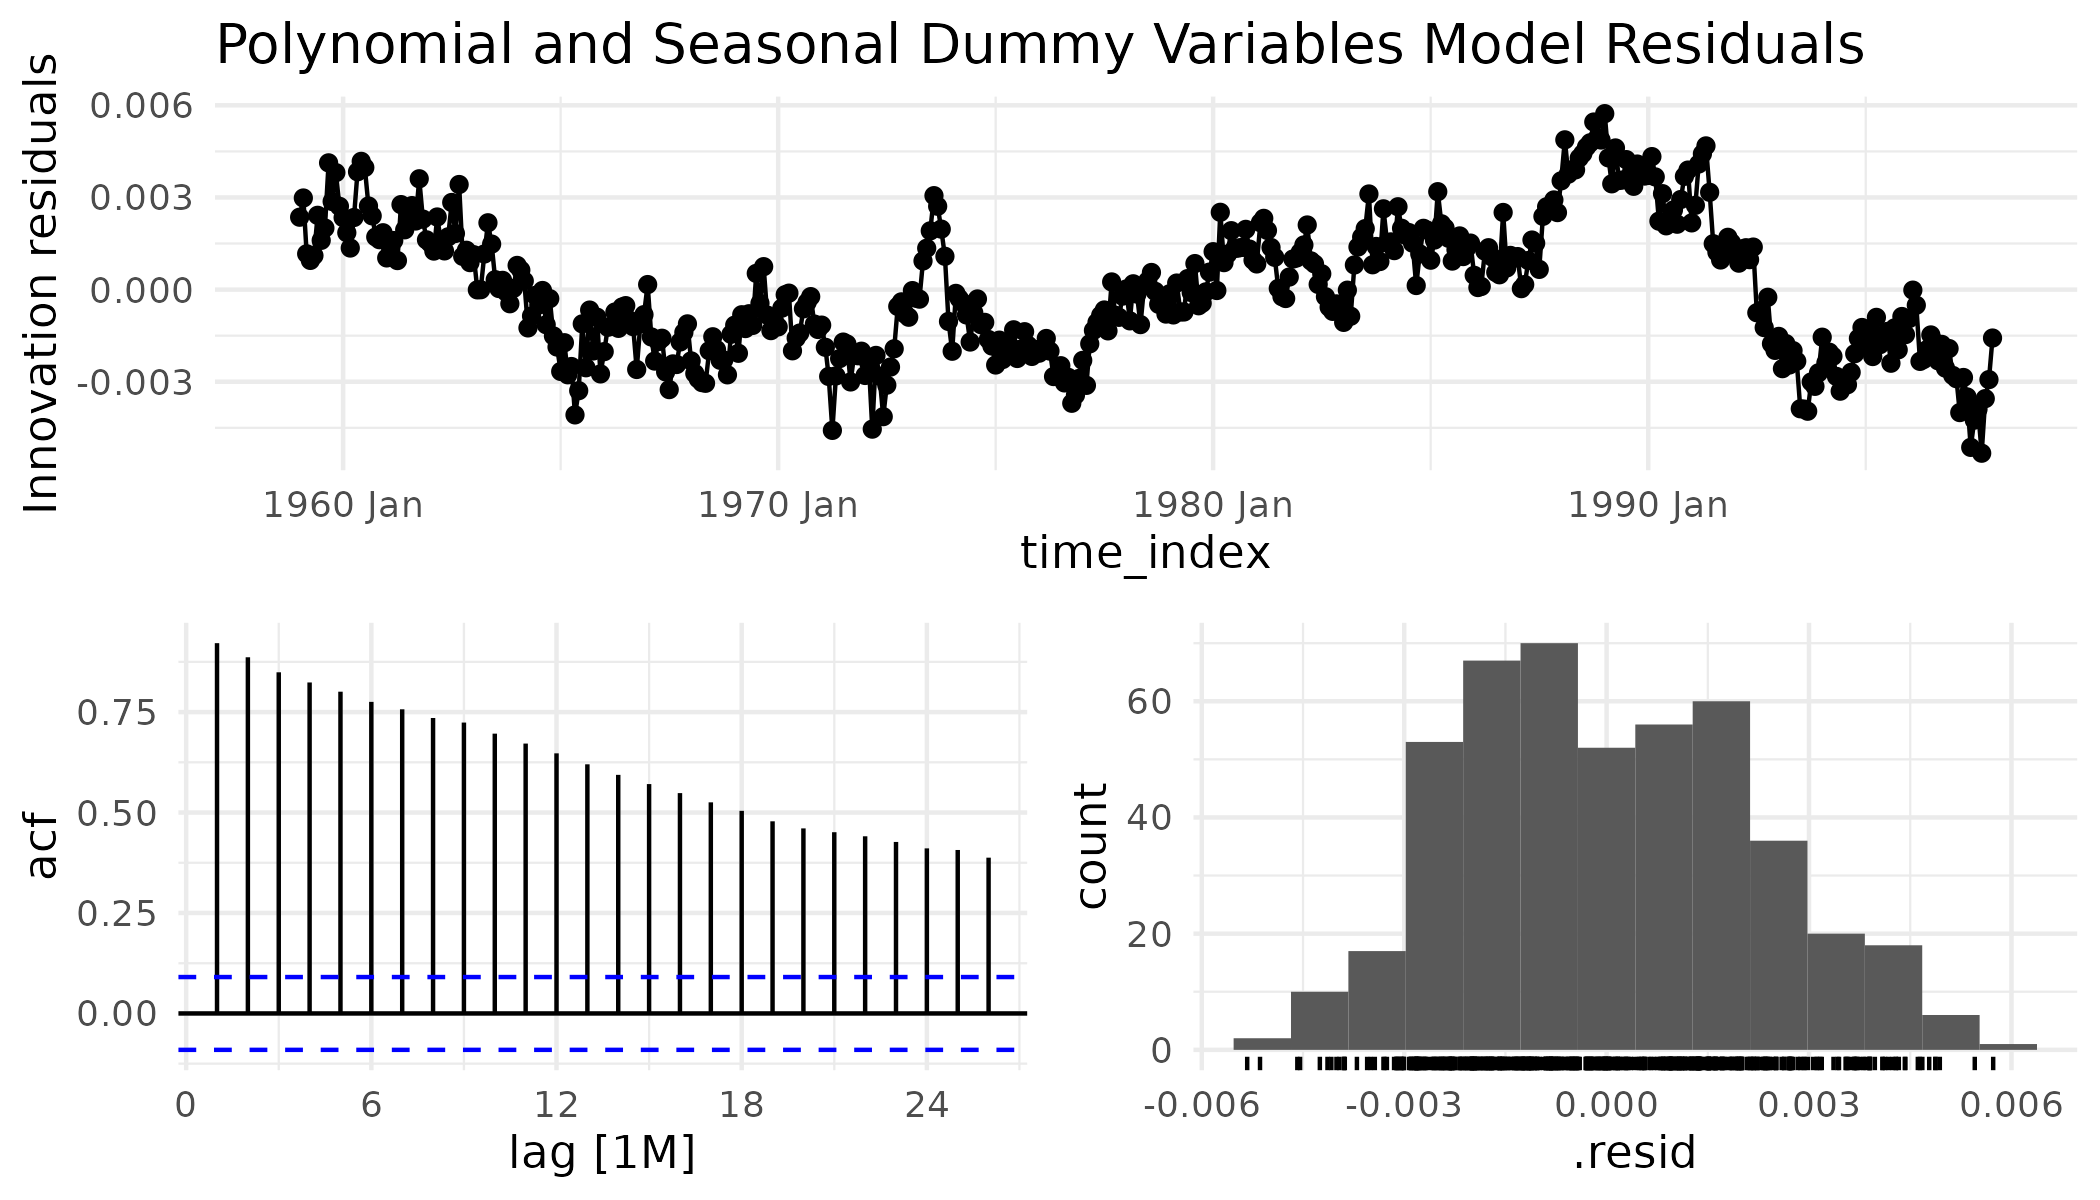 Polynomial and Seasonal Dummy Variables Model Residuals
Innovation residuals
0.006
0.003
0.000
-0.003
1960 Jan 1970 Jan 1980 Jan 1990 Jan
time_index
acf
0.75
0.50
0.25
0.00
0 6 12 18 24
lag [1M]
count
60
40
20
0
-0.006 -0.003 0.000 0.003 0.006
.resid